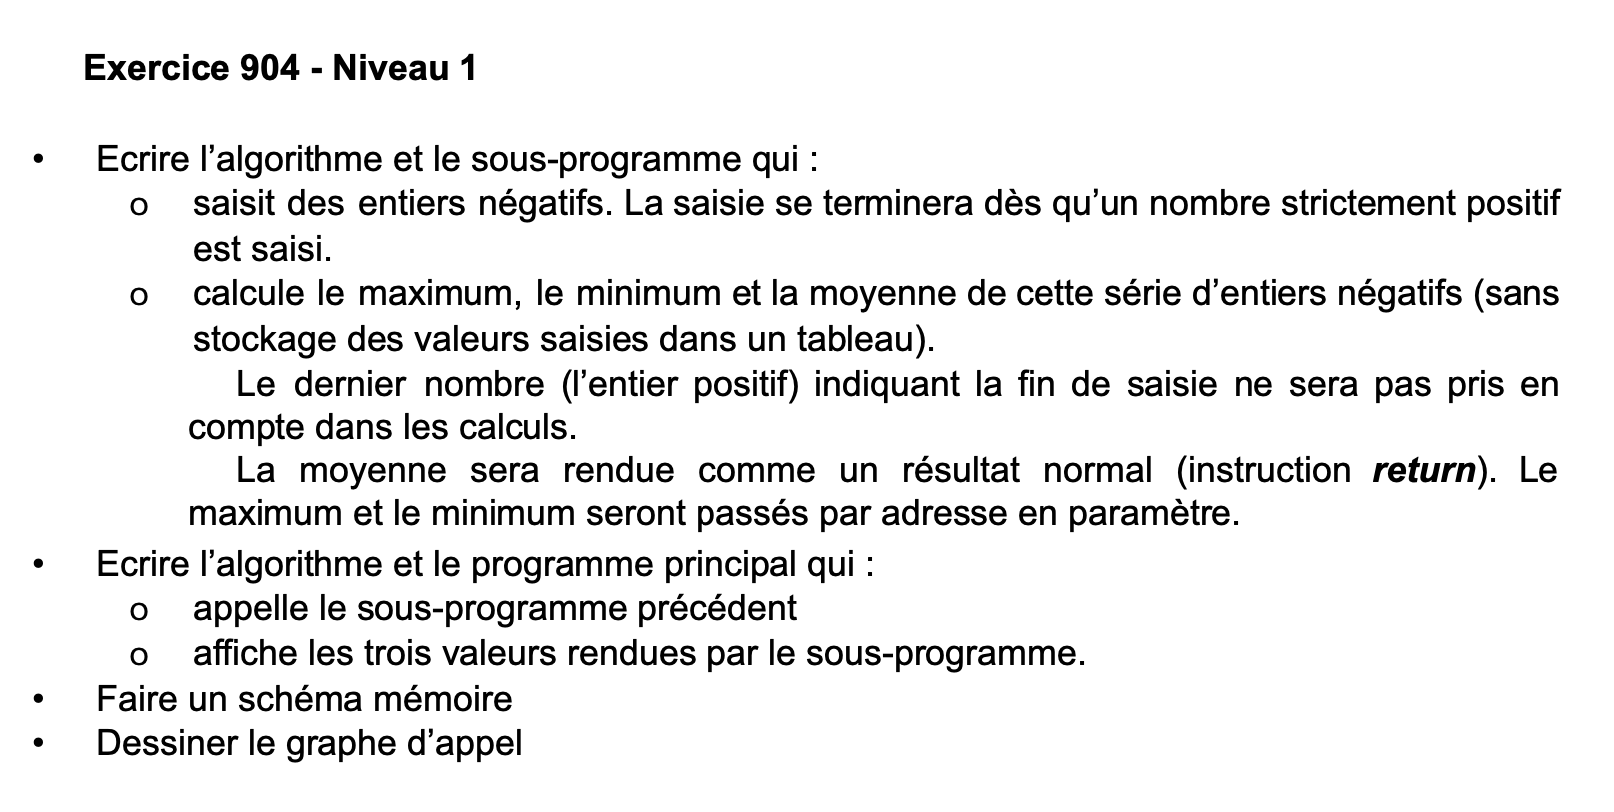 Exercice 904 - Niveau 1
• Ecrire l’algorithme et le sous-programme qui :
o saisit des entiers négatifs. La saisie se terminera dès qu’un nombre strictement positif
est saisi.
o calcule le maximum, le minimum et la moyenne de cette série d’entiers négatifs (sans
stockage des valeurs saisies dans un tableau).
Le dernier nombre (l’entier positif) indiquant la fin de saisie ne sera pas pris en
compte dans les calculs.
La moyenne sera rendue comme un résultat normal (instruction return). Le
maximum et le minimum seront passés par adresse en paramètre.
• Ecrire l’algorithme et le programme principal qui :
o appelle le sous-programme précédent
o affiche les trois valeurs rendues par le sous-programme.
• Faire un schéma mémoire
• Dessiner le graphe d’appel